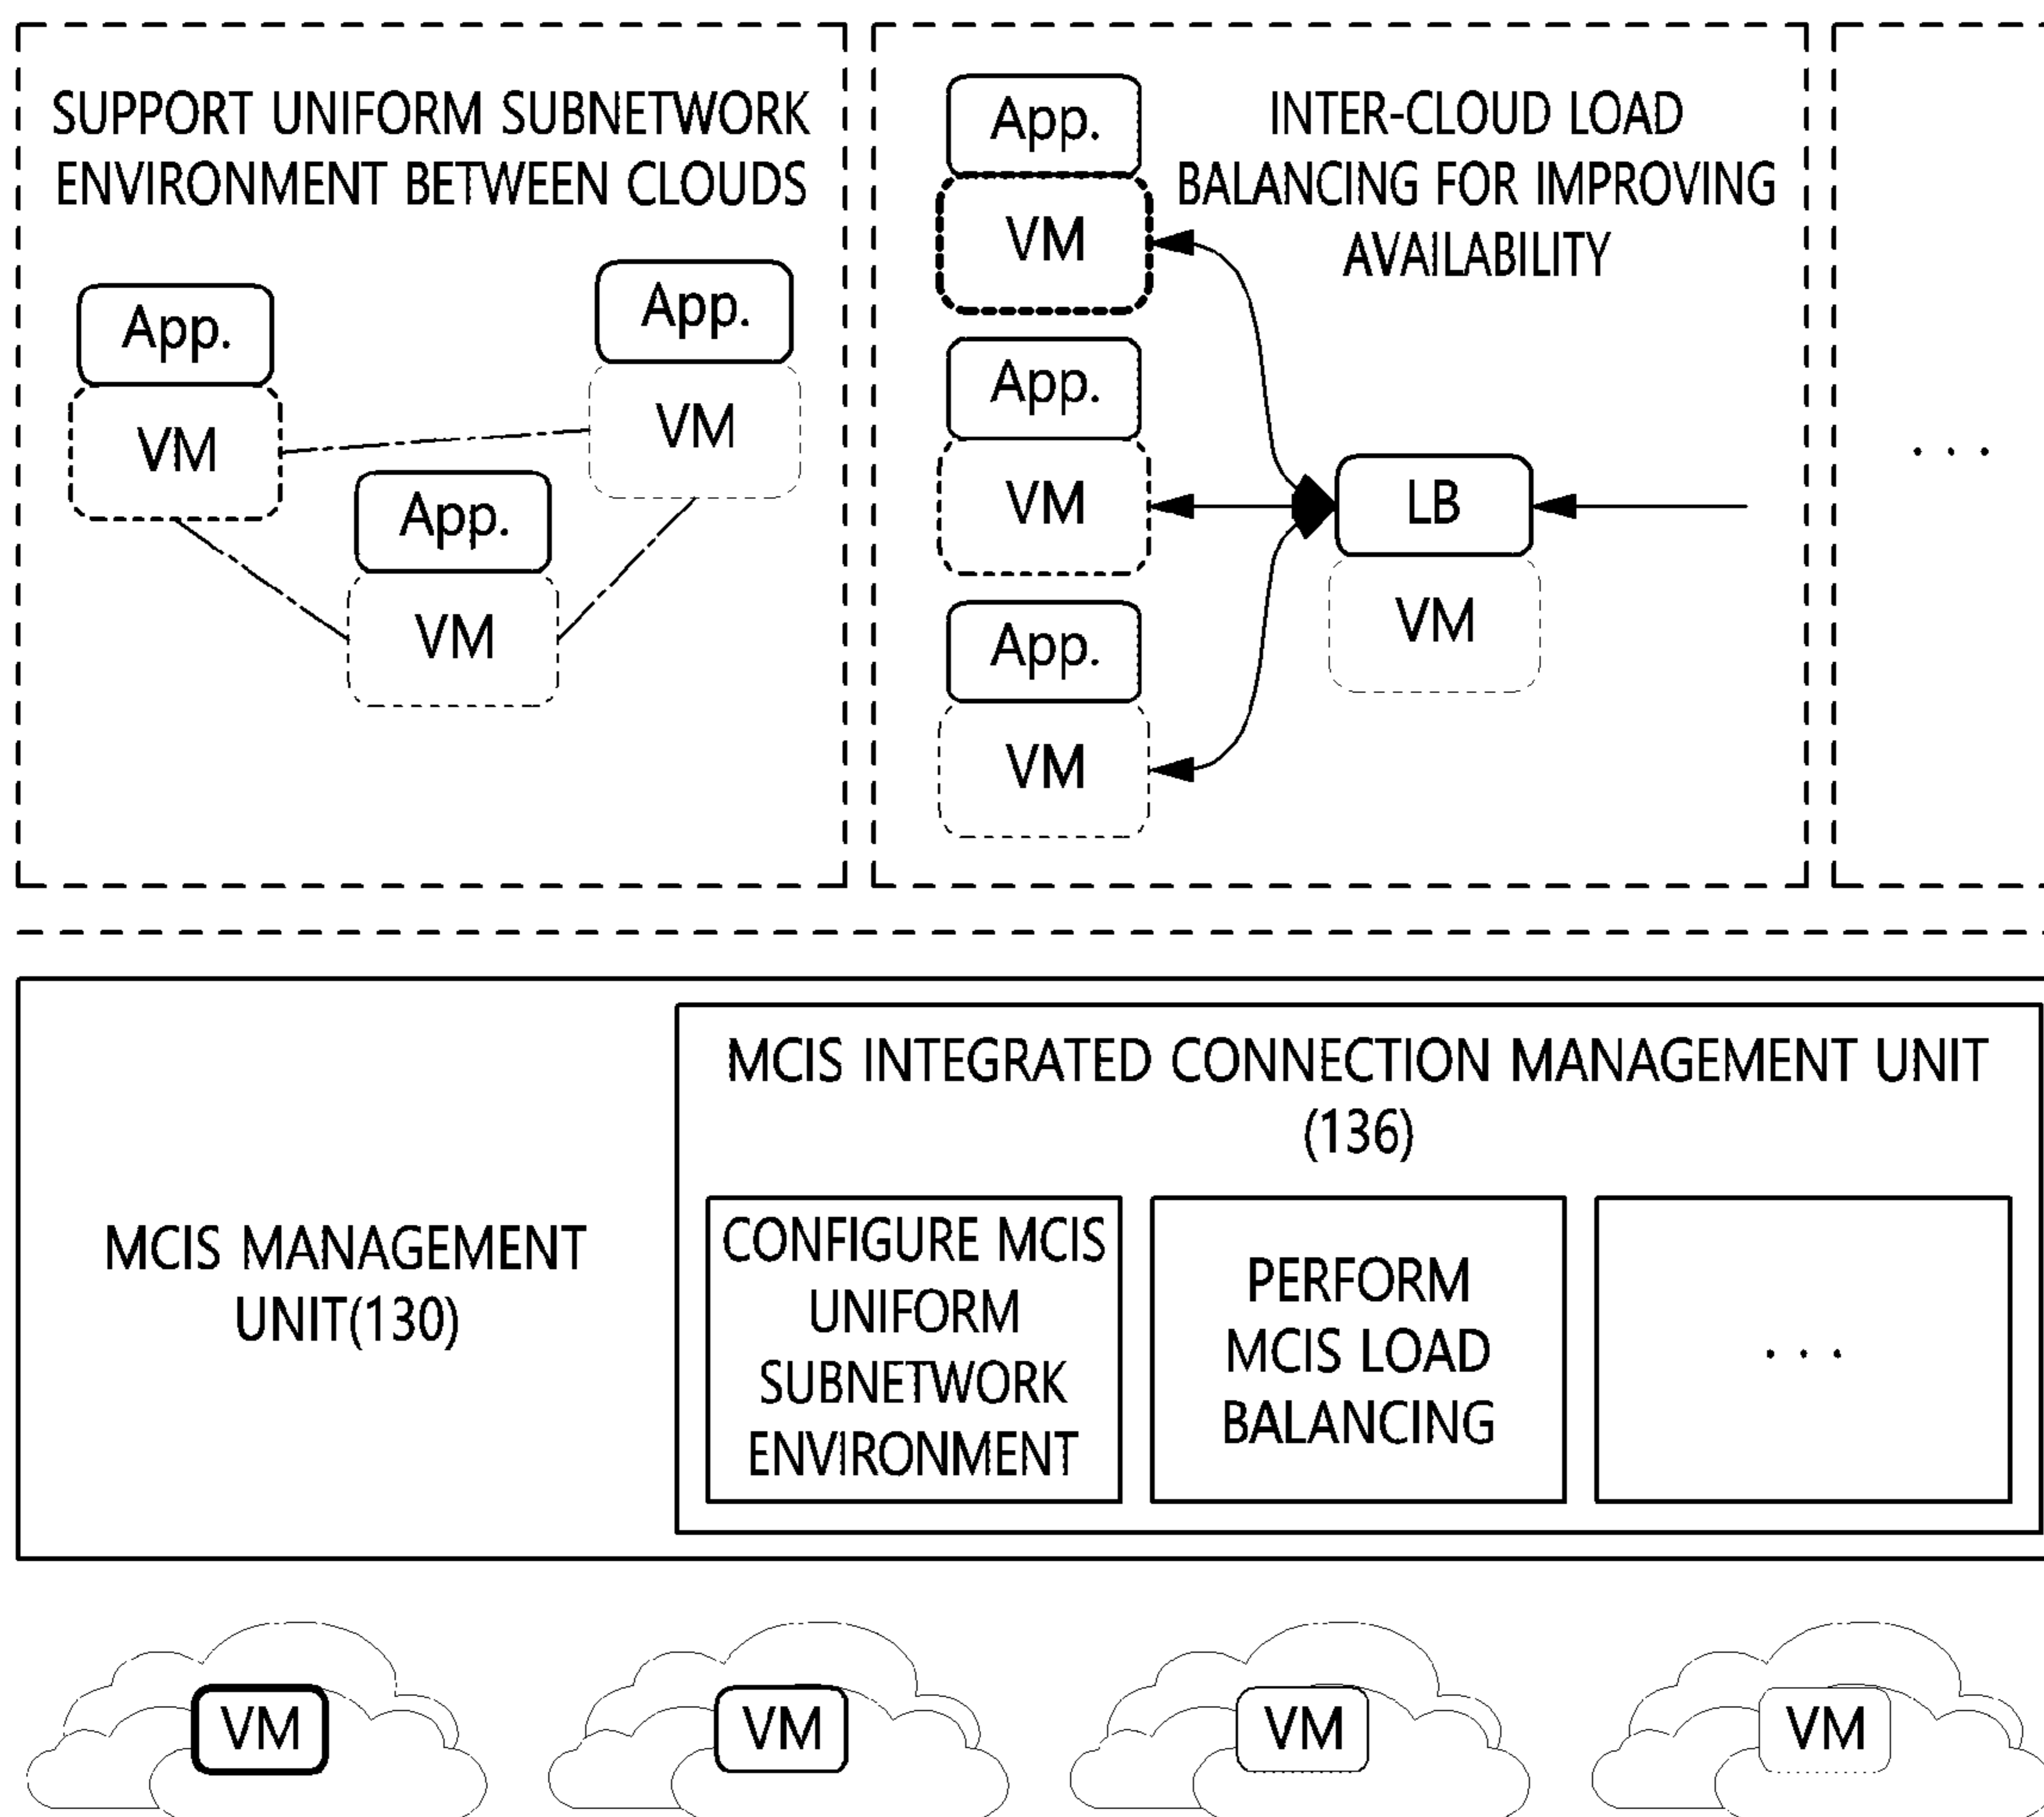 SUPPORT UNIFORM SUBNETWORK
ENVIRONMENT BETWEEN CLOUDS
App.
VM
App.
VM
App.
VM
INTER-CLOUD LOAD
BALANCING FOR IMPROVING
AVAILABILITY
App.
VM
App.
VM
App.
VM
LB
VM
. . .
MCIS MANAGEMENT
UNIT(130)
MCIS INTEGRATED CONNECTION MANAGEMENT UNIT
(136)
CONFIGURE MCIS
UNIFORM
SUBNETWORK
ENVIRONMENT
PERFORM
MCIS LOAD
BALANCING
. . .
VM
VM
VM
VM